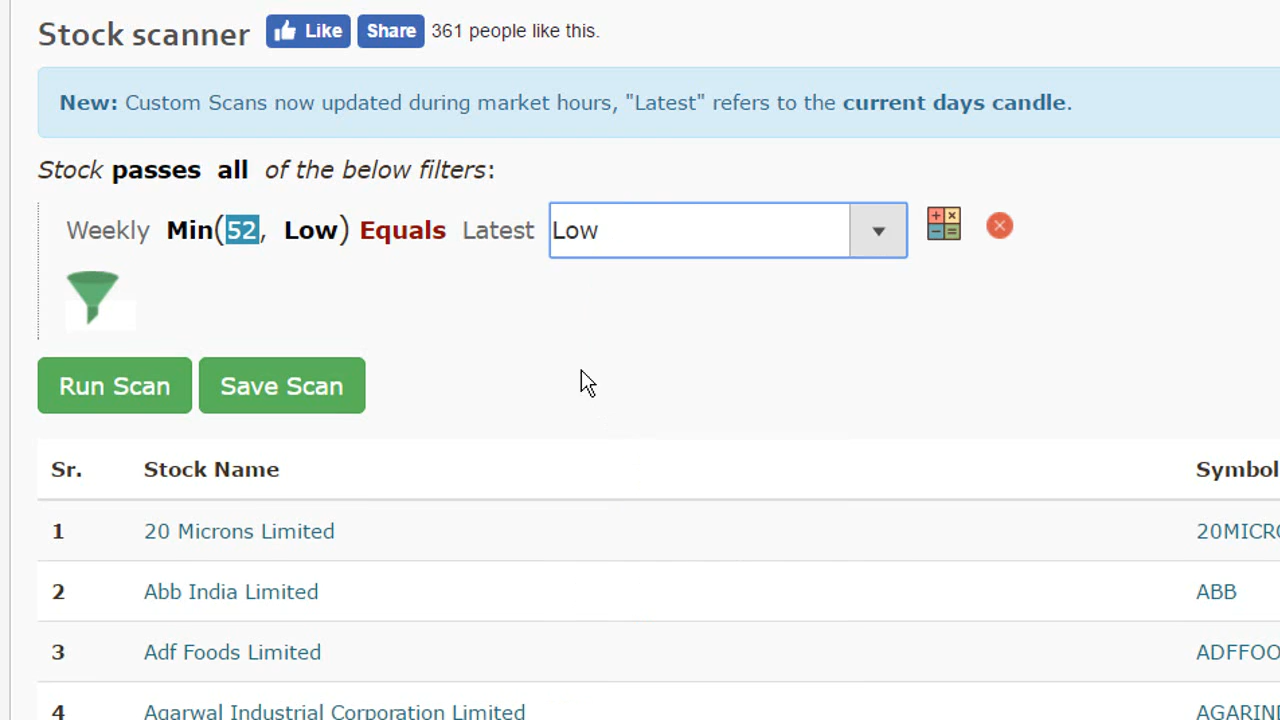 Stock scanner Like Share 361 people like this.
New: Custom Scans now updated during market hours, "Latest" refers to the current days candle.
Stock passes all of the below filters:
Weekly Min(52, Low) Equals Latest Low
Run Scan Save Scan
Sr. Stock Name Symbol
1 20 Microns Limited 20MICRO
2 Abb India Limited ABB
3 Adf Foods Limited ADFFOO
4 Agarwal Industrial Corporation Limited AGARIND